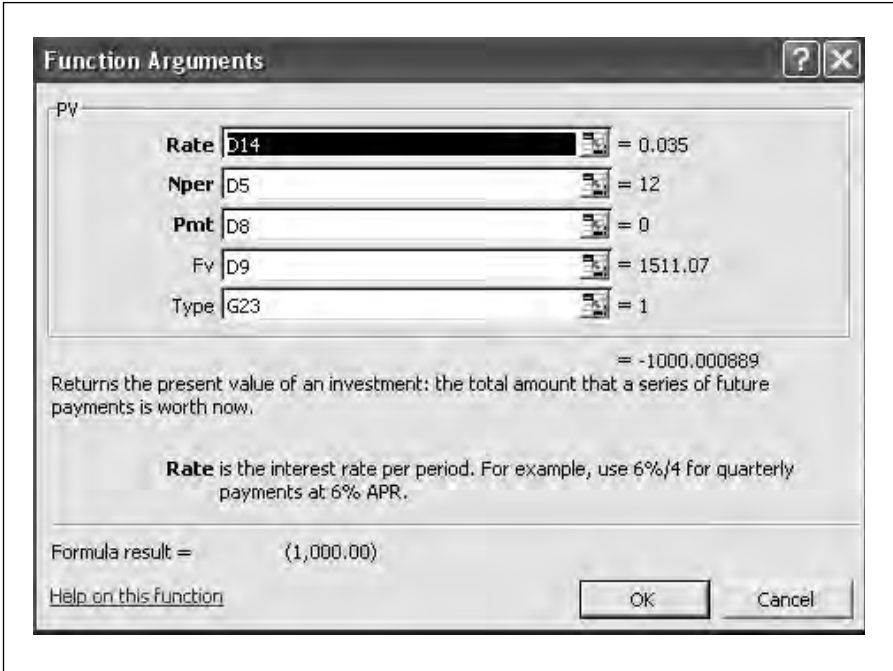 Function Arguments
PV
Rate D14 = 0.035
Nper D5 = 12
Pmt D8 = 0
Fv D9 = 1511.07
Type G23 = 1
= -1000.000889
Returns the present value of an investment: the total amount that a series of future
payments is worth now.
Rate is the interest rate per period. For example, use 6%/4 for quarterly
payments at 6% APR.
Formula result = (1,000.00)
Help on this function OK Cancel